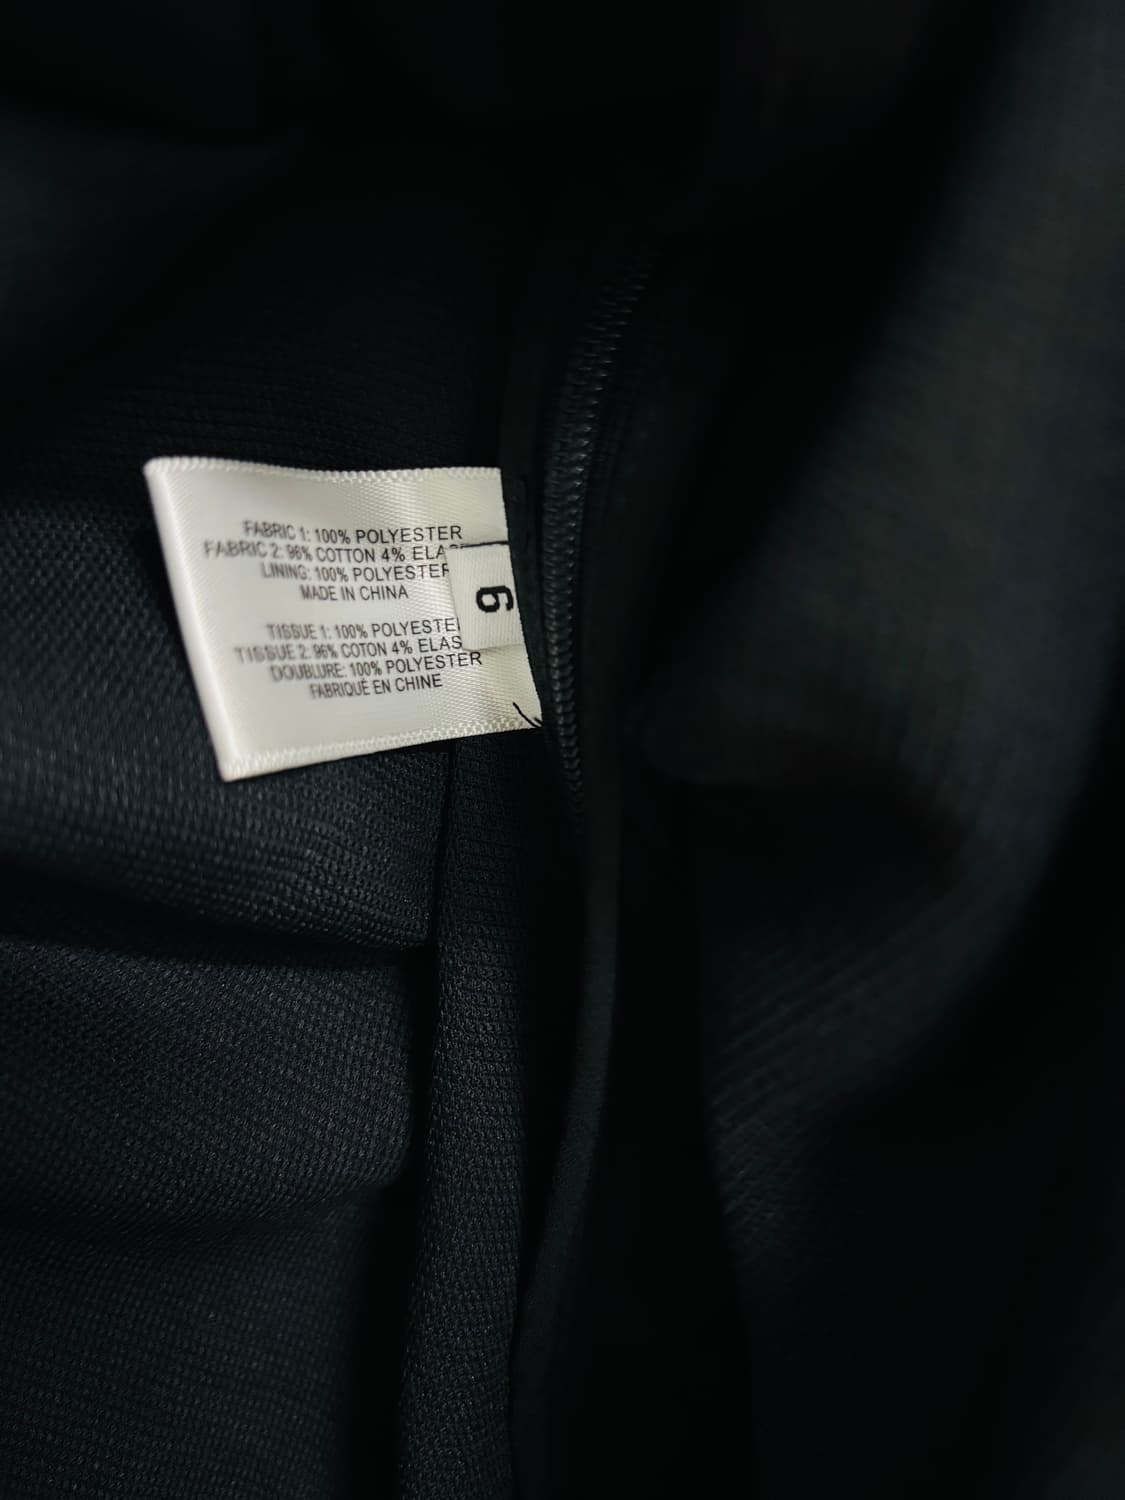 FABRIC 1: 100% POLYESTER
FABRIC 2: 96% COTTON 4% ELAS
LINING: 100% POLYESTER
MADE IN CHINA
6
TISSUE 1: 100% POLYESTE
TISSUE 2: 96% COTON 4% ELAS
DOUBLURE: 100% POLYESTER
FABRIQUÉ EN CHINE